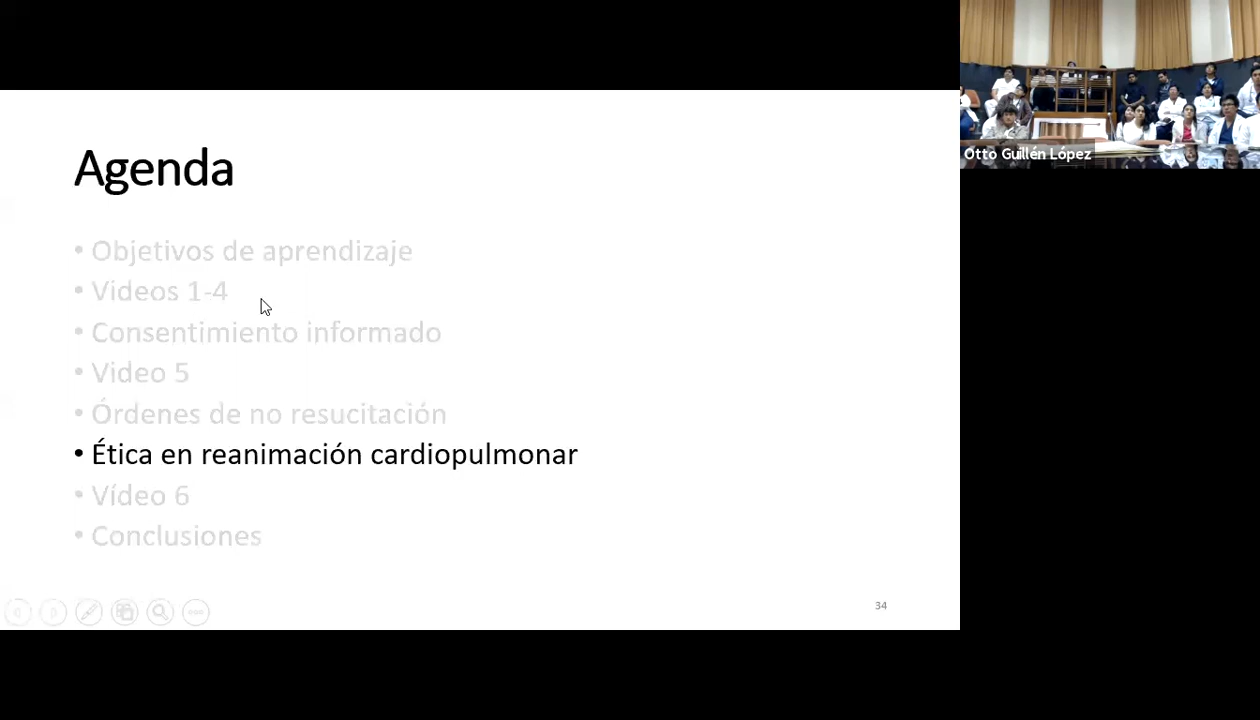 Agenda
• Objetivos de aprendizaje
• Videos 1-4
• Consentimiento informado
• Video 5
• Órdenes de no resucitación
• Ética en reanimación cardiopulmonar
• Vídeo 6
• Conclusiones
34
Otto Guillén López